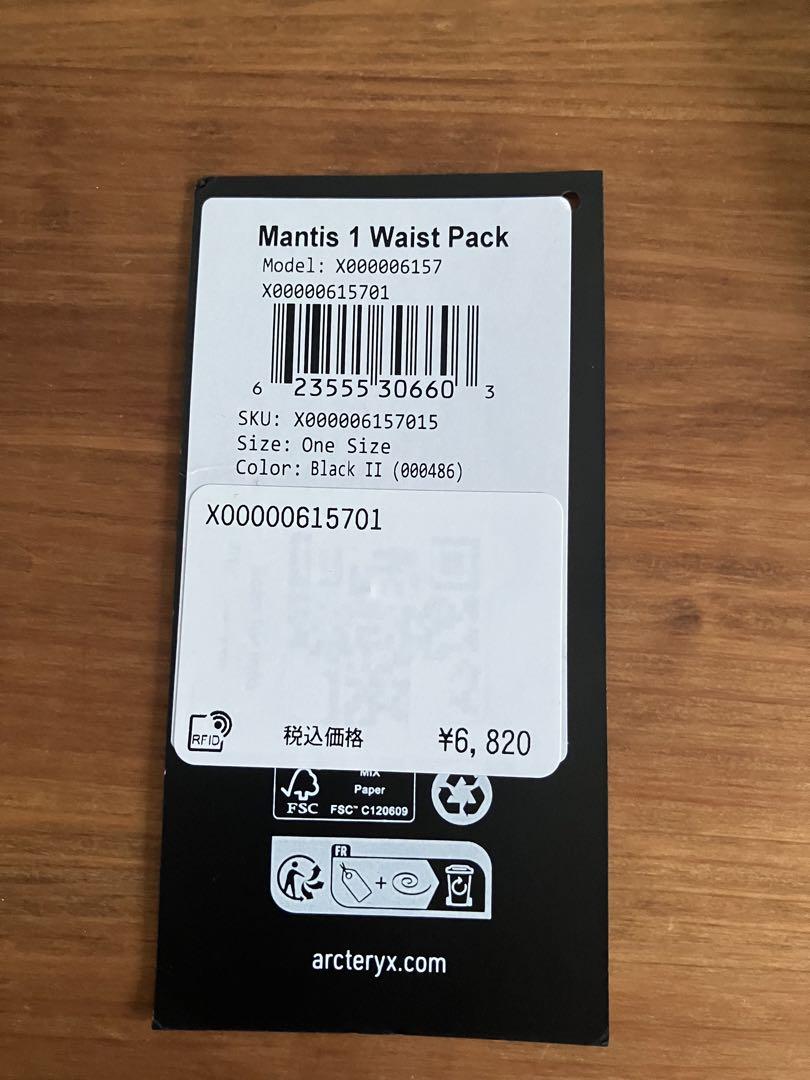 Mantis 1 Waist Pack
Model: X000006157
X00000615701
6 23555 30660 3
SKU: X000006157015
Size: One Size
Color: Black II (000486)
X00000615701
RFID
税込価格 ¥6,820
MIX
Paper
FSC FSC™ C120609
FR
+
arcteryx.com